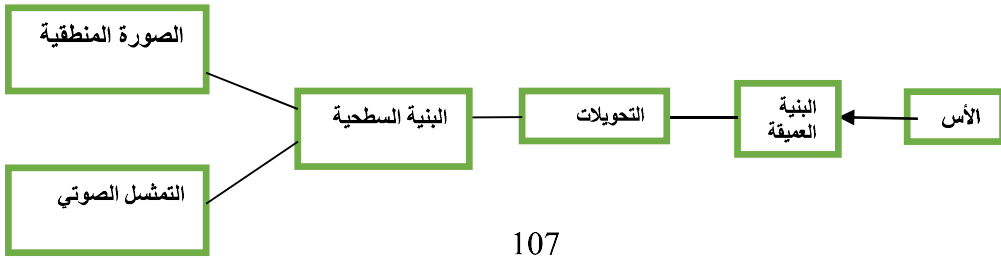 الأس
البنية
العميقة
التحويلات
البنية السطحية
الصورة المنطقية
التمثسل الصوتي
107